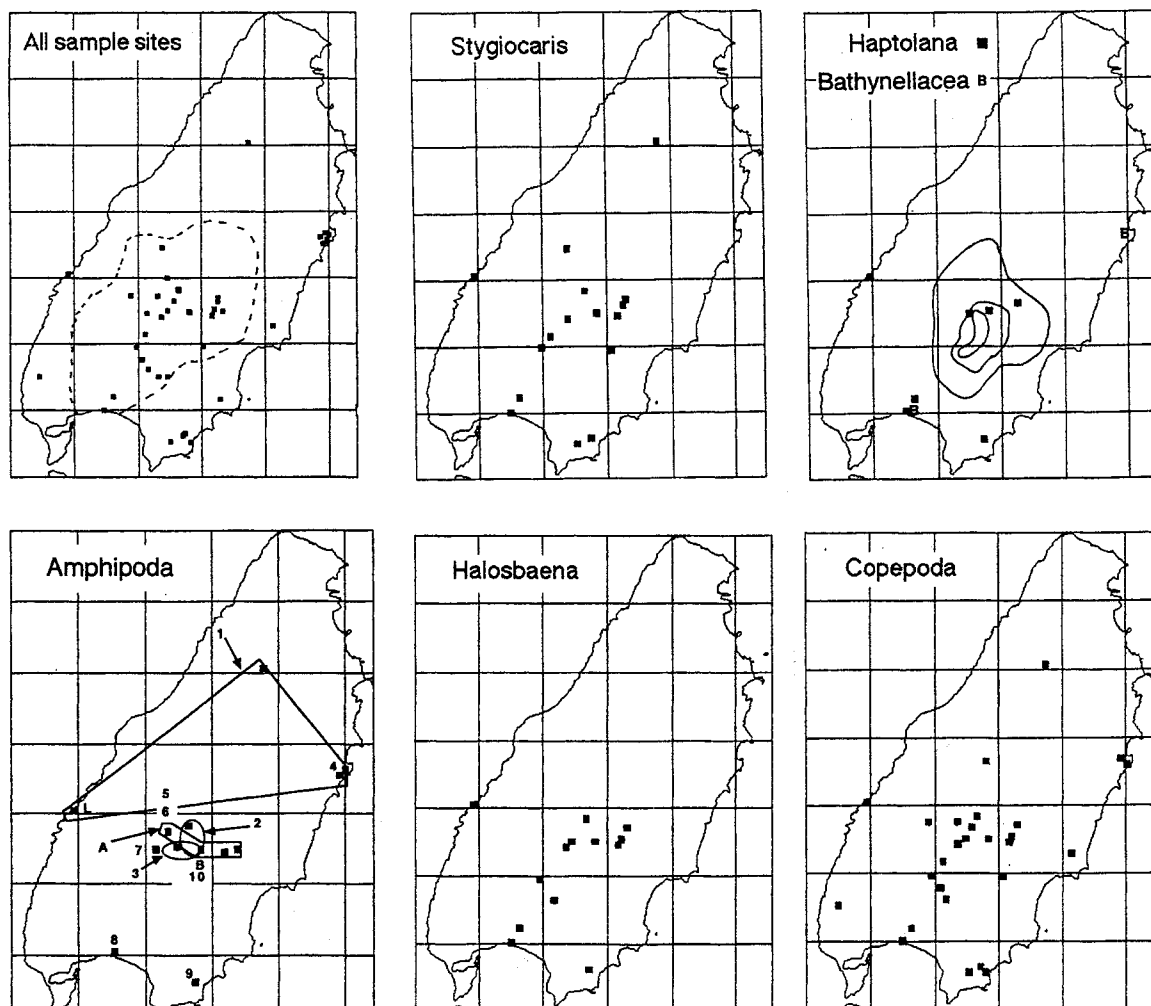 All sample sites
Stygiocaris
Haptolana
Bathynellacea B
B
B
Amphipoda
1
4
L
5
6
A
2
7
3
B
10
8
9
Halosbaena
Copepoda